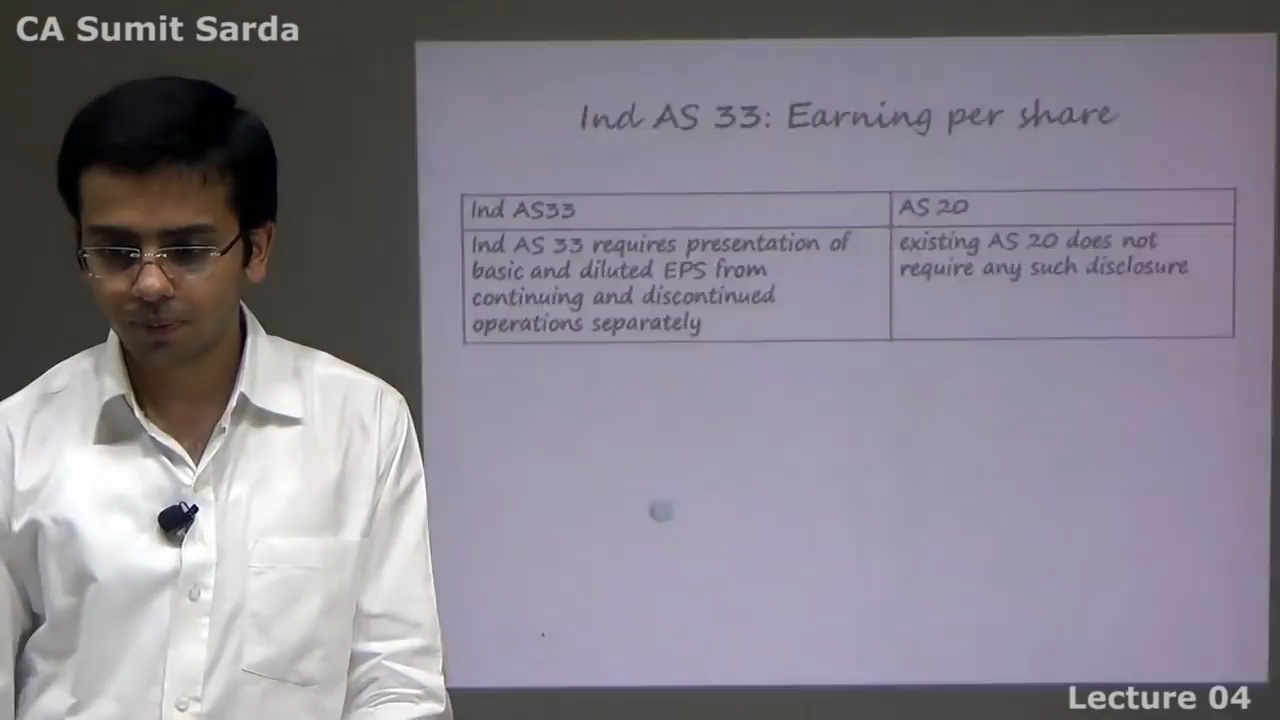 CA Sumit Sarda
Ind AS 33: Earning per share
Ind AS33
AS 20
Ind AS 33 requires presentation of
basic and diluted EPS from
continuing and discontinued
operations separately
existing AS 20 does not
require any such disclosure
Lecture 04